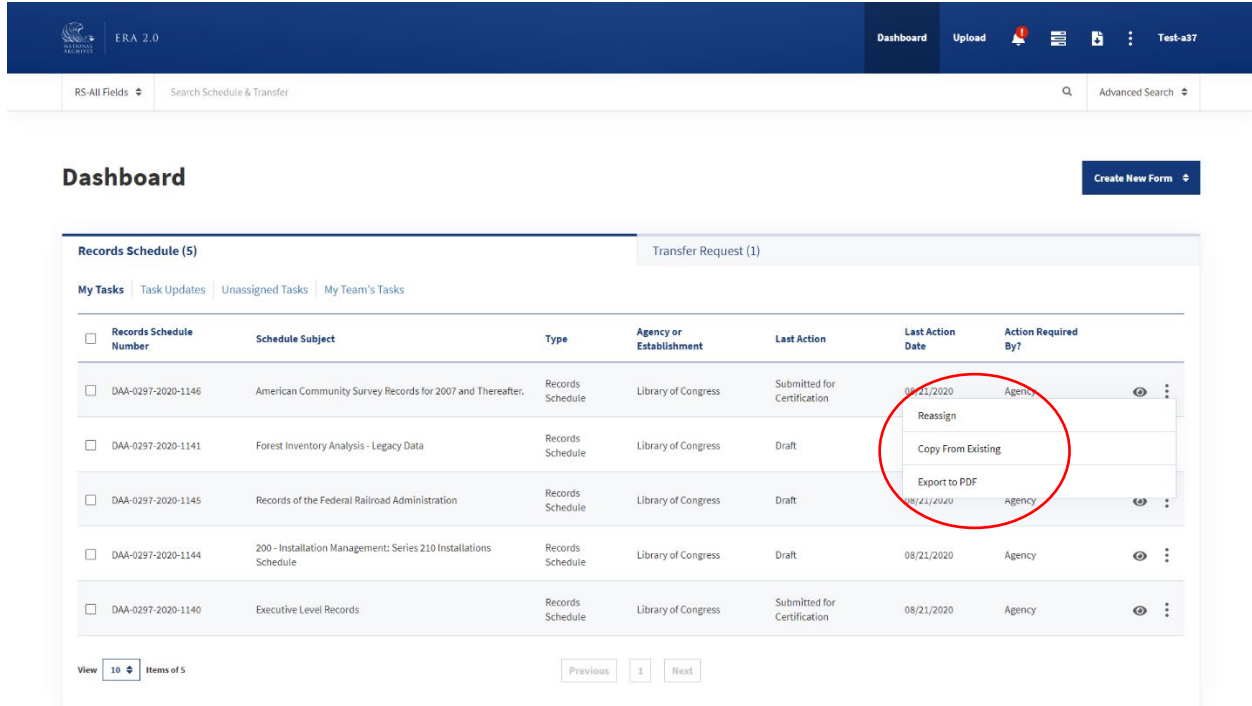 NATIONAL
ARCHIVES
ERA 2.0
Dashboard
Upload
Test-a37
RS-All Fields
Search Schedule & Transfer
Advanced Search
Dashboard
Create New Form
Records Schedule (5)
Transfer Request (1)
My Tasks
Task Updates
Unassigned Tasks
My Team's Tasks
Records Schedule
Number
Schedule Subject
Type
Agency or
Establishment
Last Action
Last Action
Date
Action Required
By?
DAA-0297-2020-1146
American Community Survey Records for 2007 and Thereafter.
Records
Schedule
Library of Congress
Submitted for
Certification
08/21/2020
Agency
Reassign
Copy From Existing
Export to PDF
DAA-0297-2020-1141
Forest Inventory Analysis - Legacy Data
Records
Schedule
Library of Congress
Draft
DAA-0297-2020-1145
Records of the Federal Railroad Administration
Records
Schedule
Library of Congress
Draft
08/21/2020
Agency
DAA-0297-2020-1144
200 - Installation Management: Series 210 Installations
Schedule
Records
Schedule
Library of Congress
Draft
08/21/2020
Agency
DAA-0297-2020-1140
Executive Level Records
Records
Schedule
Library of Congress
Submitted for
Certification
08/21/2020
Agency
View 10 Items of 5
Previous
1
Next